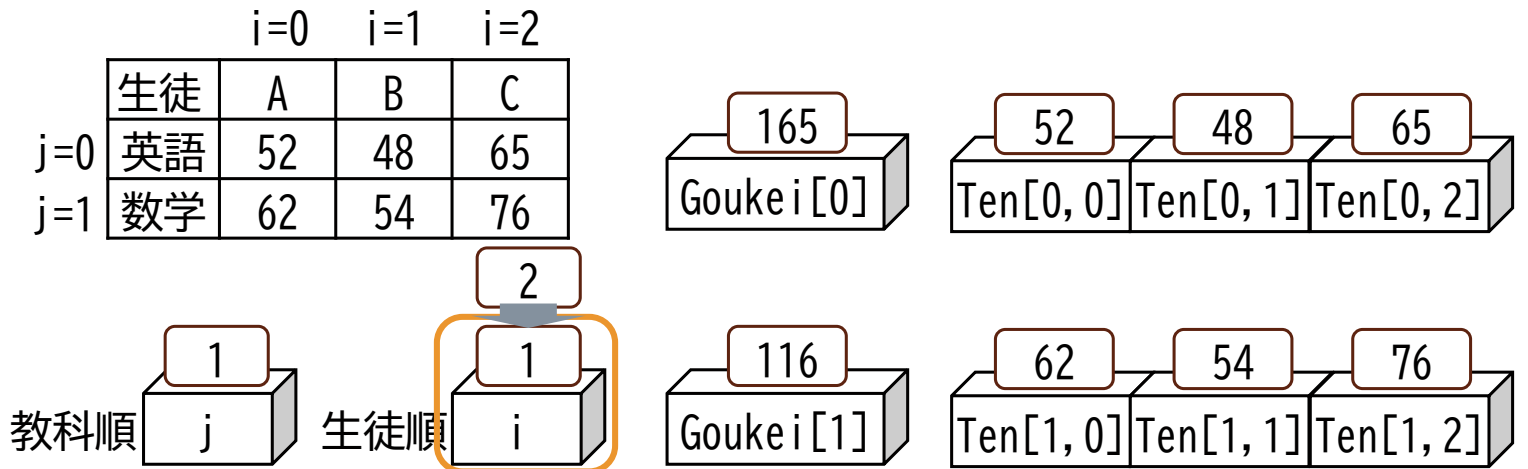 i=0 i=1 i=2
生徒 A B C
j=0 英語 52 48 65
j=1 数学 62 54 76
165
Goukei[0]
52 48 65
Ten[0,0] Ten[0,1] Ten[0,2]
2
1
教科順 j
1
生徒順 i
116
Goukei[1]
62 54 76
Ten[1,0] Ten[1,1] Ten[1,2]